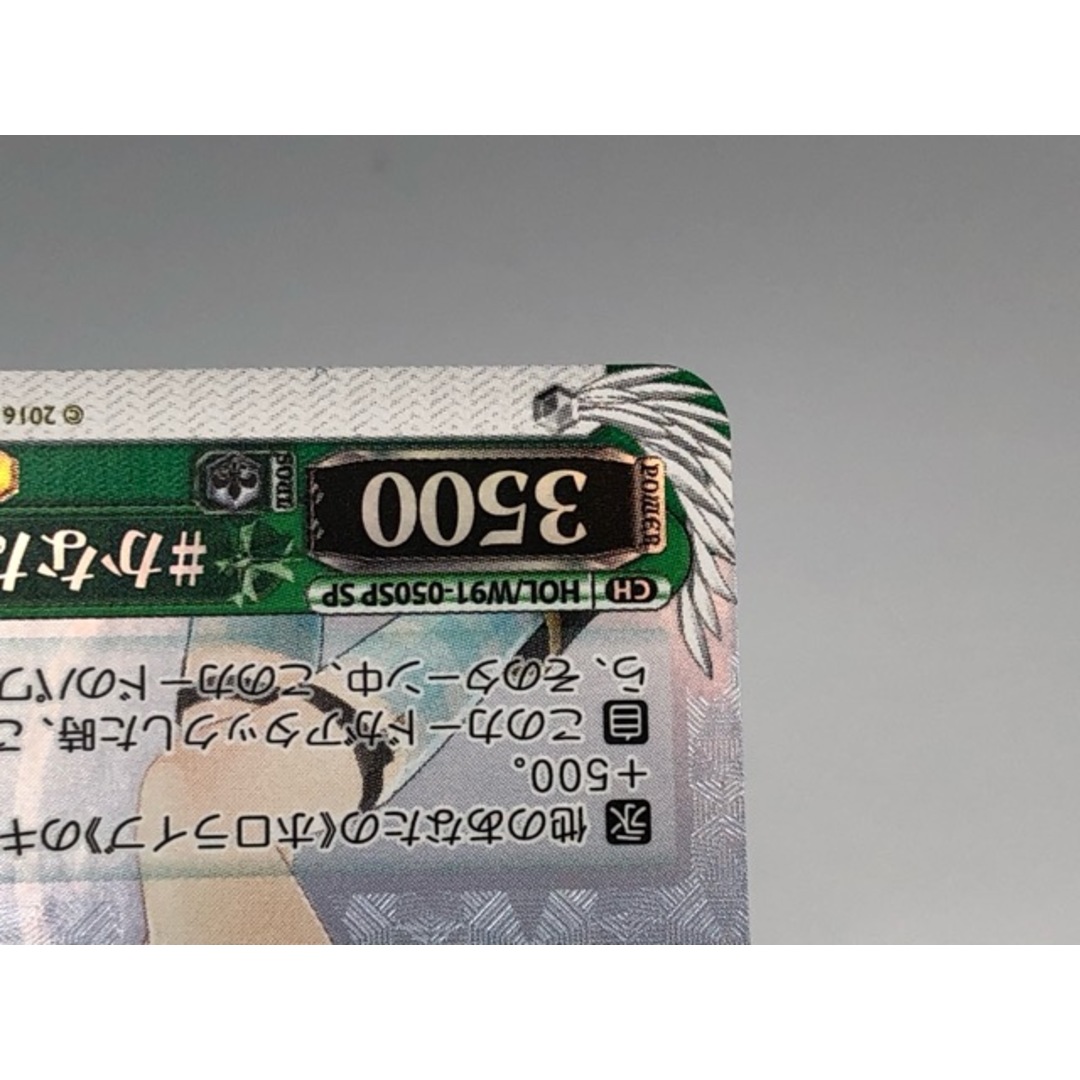 永 他のあなたの《ホロライブ》のキ
+500。
自 このカードがアタックした時、こ
ら、そのターン中、このカードのパワ
CH HOL/W91-050SP SP
POWER 3500 SOUL
#かなた
© 2016